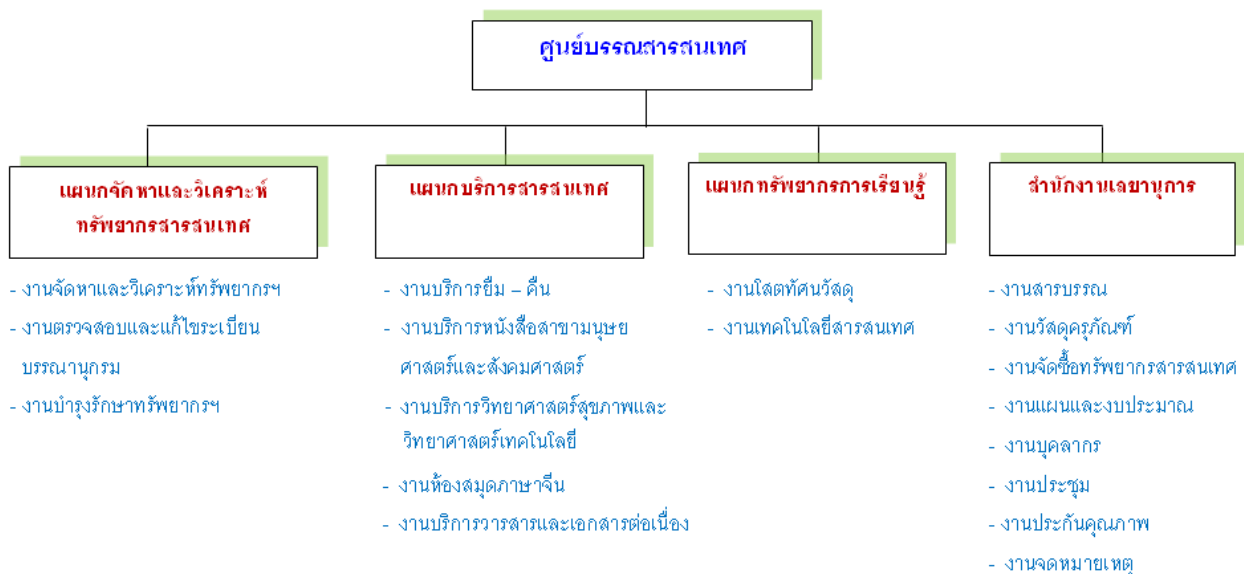 ศูนย์บรรณสารสนเทศ
แผนกจัดหาและวิเคราะห์
ทรัพยากรสารสนเทศ
- งานจัดหาและวิเคราะห์ทรัพยากรฯ
- งานตรวจสอบและแก้ไขระเบียน
บรรณานุกรม
- งานบำรุงรักษาทรัพยากรฯ
แผนกบริการสารสนเทศ
- งานบริการยืม – คืน
- งานบริการหนังสือสาขามนุษย
ศาสตร์และสังคมศาสตร์
- งานบริการวิทยาศาสตร์สุขภาพและ
วิทยาศาสตร์เทคโนโลยี
- งานห้องสมุดภาษาจีน
- งานบริการวารสารและเอกสารต่อเนื่อง
แผนกทรัพยากรการเรียนรู้
- งานโสตทัศนวัสดุ
- งานเทคโนโลยีสารสนเทศ
สำนักงานเลขานุการ
- งานสารบรรณ
- งานวัสดุครุภัณฑ์
- งานจัดซื้อทรัพยากรสารสนเทศ
- งานแผนและงบประมาณ
- งานบุคลากร
- งานประชุม
- งานประกันคุณภาพ
- งานจดหมายเหตุ